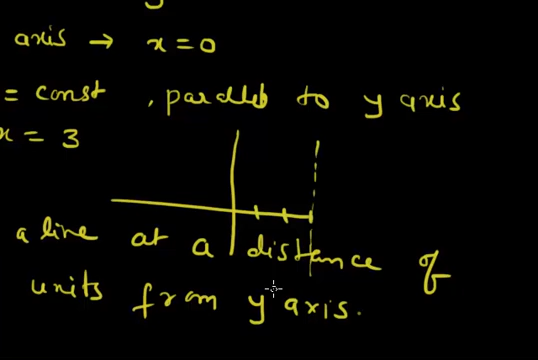 axis → x = 0
= const , parallel to y axis
x = 3
a line at a distance of
units from y axis.